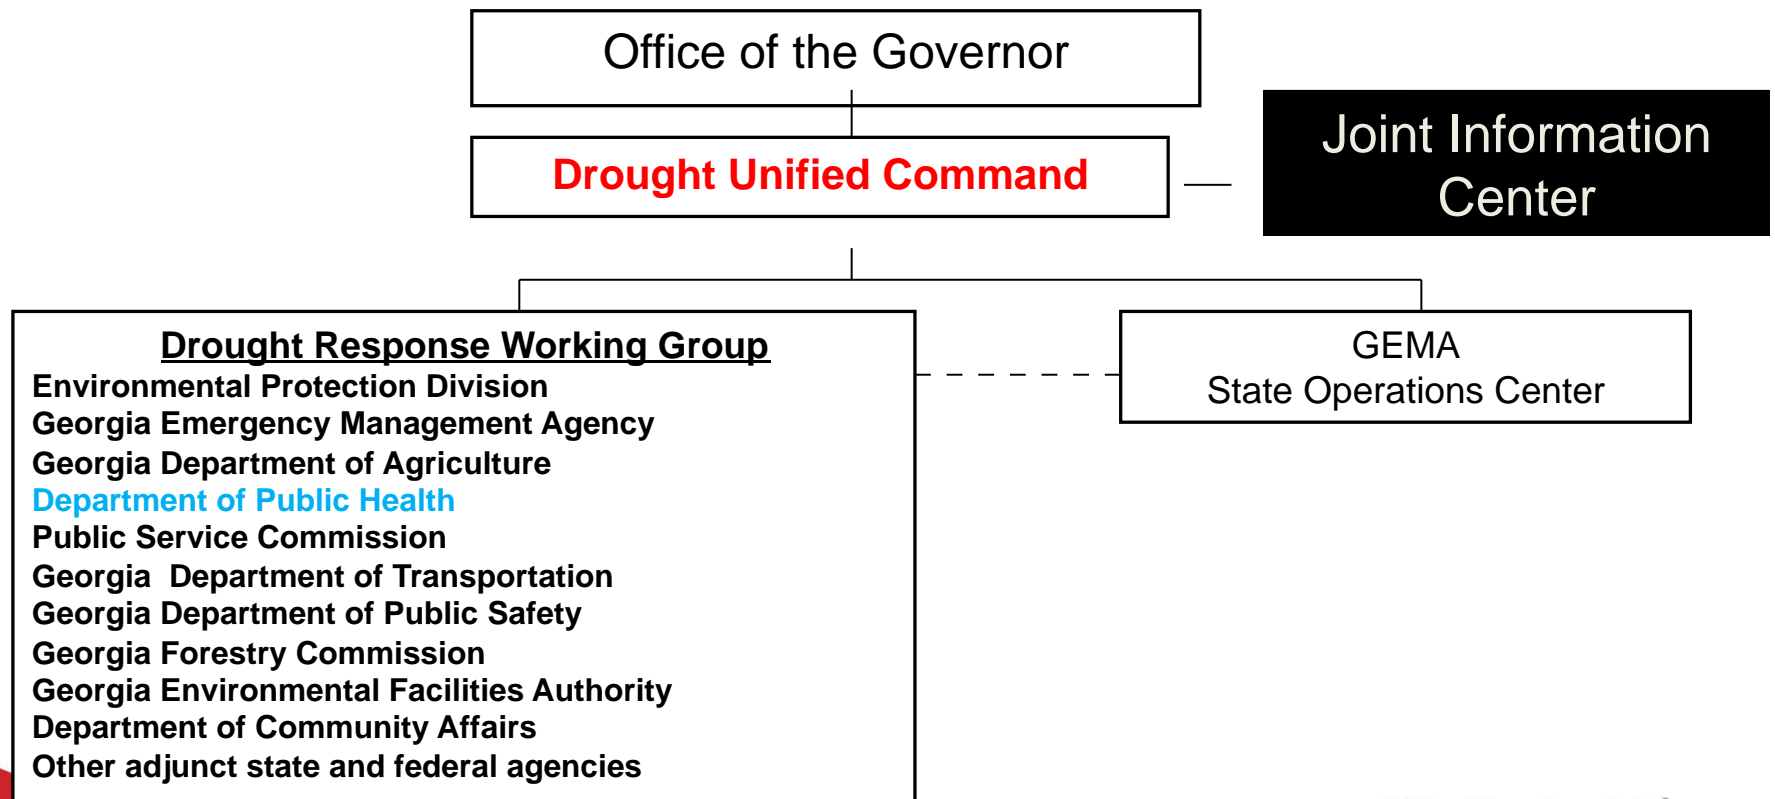 Office of the Governor
Drought Unified Command
Joint Information
Center
Drought Response Working Group
Environmental Protection Division
Georgia Emergency Management Agency
Georgia Department of Agriculture
Department of Public Health
Public Service Commission
Georgia  Department of Transportation
Georgia Department of Public Safety
Georgia Forestry Commission
Georgia Environmental Facilities Authority
Department of Community Affairs
Other adjunct state and federal agencies
GEMA
State Operations Center